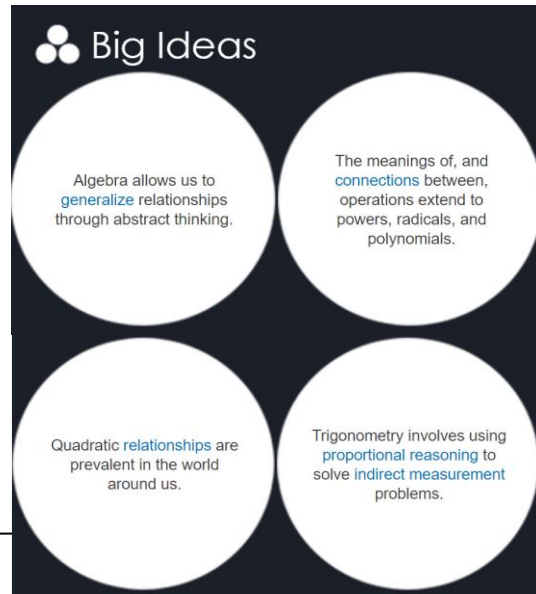 Big Ideas
Algebra allows us to
generalize relationships
through abstract thinking.
The meanings of, and
connections between,
operations extend to
powers, radicals, and
polynomials.
Quadratic relationships are
prevalent in the world
around us.
Trigonometry involves using
proportional reasoning to
solve indirect measurement
problems.